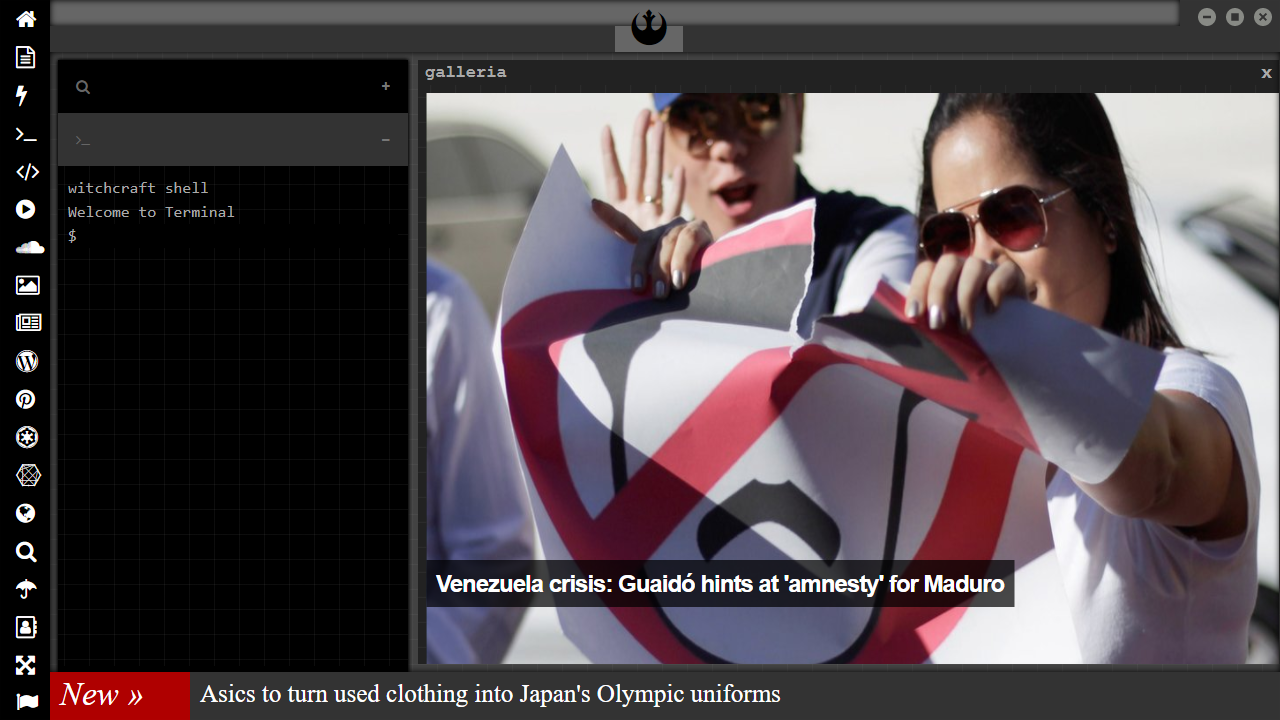 galleria
x
+
>_
−
witchcraft shell
Welcome to Terminal
$
Venezuela crisis: Guaidó hints at 'amnesty' for Maduro
New »
Asics to turn used clothing into Japan's Olympic uniforms